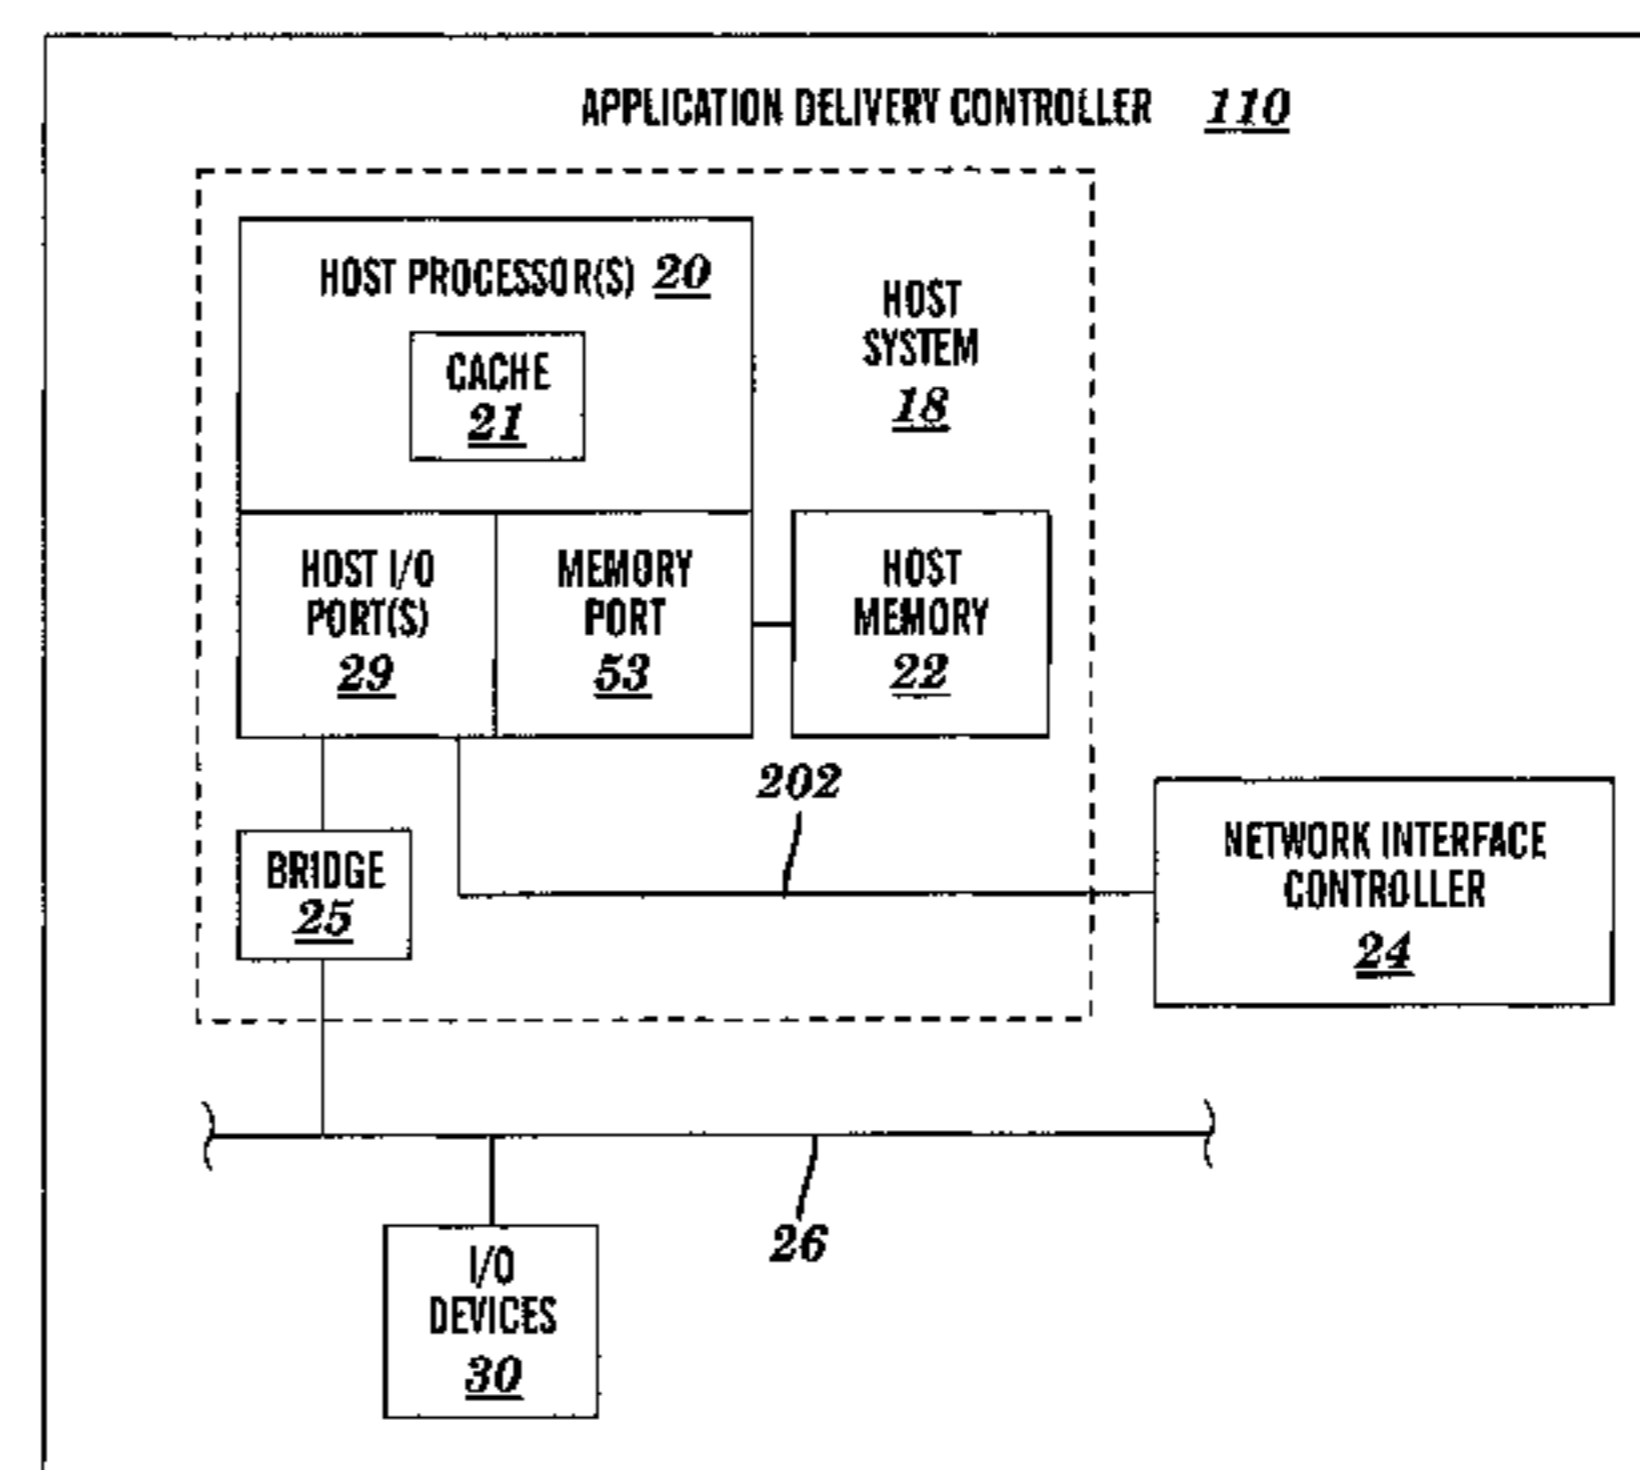 APPLICATION DELIVERY CONTROLLER 110
HOST PROCESSOR(S) 20
CACHE
21
HOST
SYSTEM
18
HOST I/O
PORT(S)
29
MEMORY
PORT
53
HOST
MEMORY
22
202
BRIDGE
25
NETWORK INTERFACE
CONTROLLER
24
26
I/O
DEVICES
30